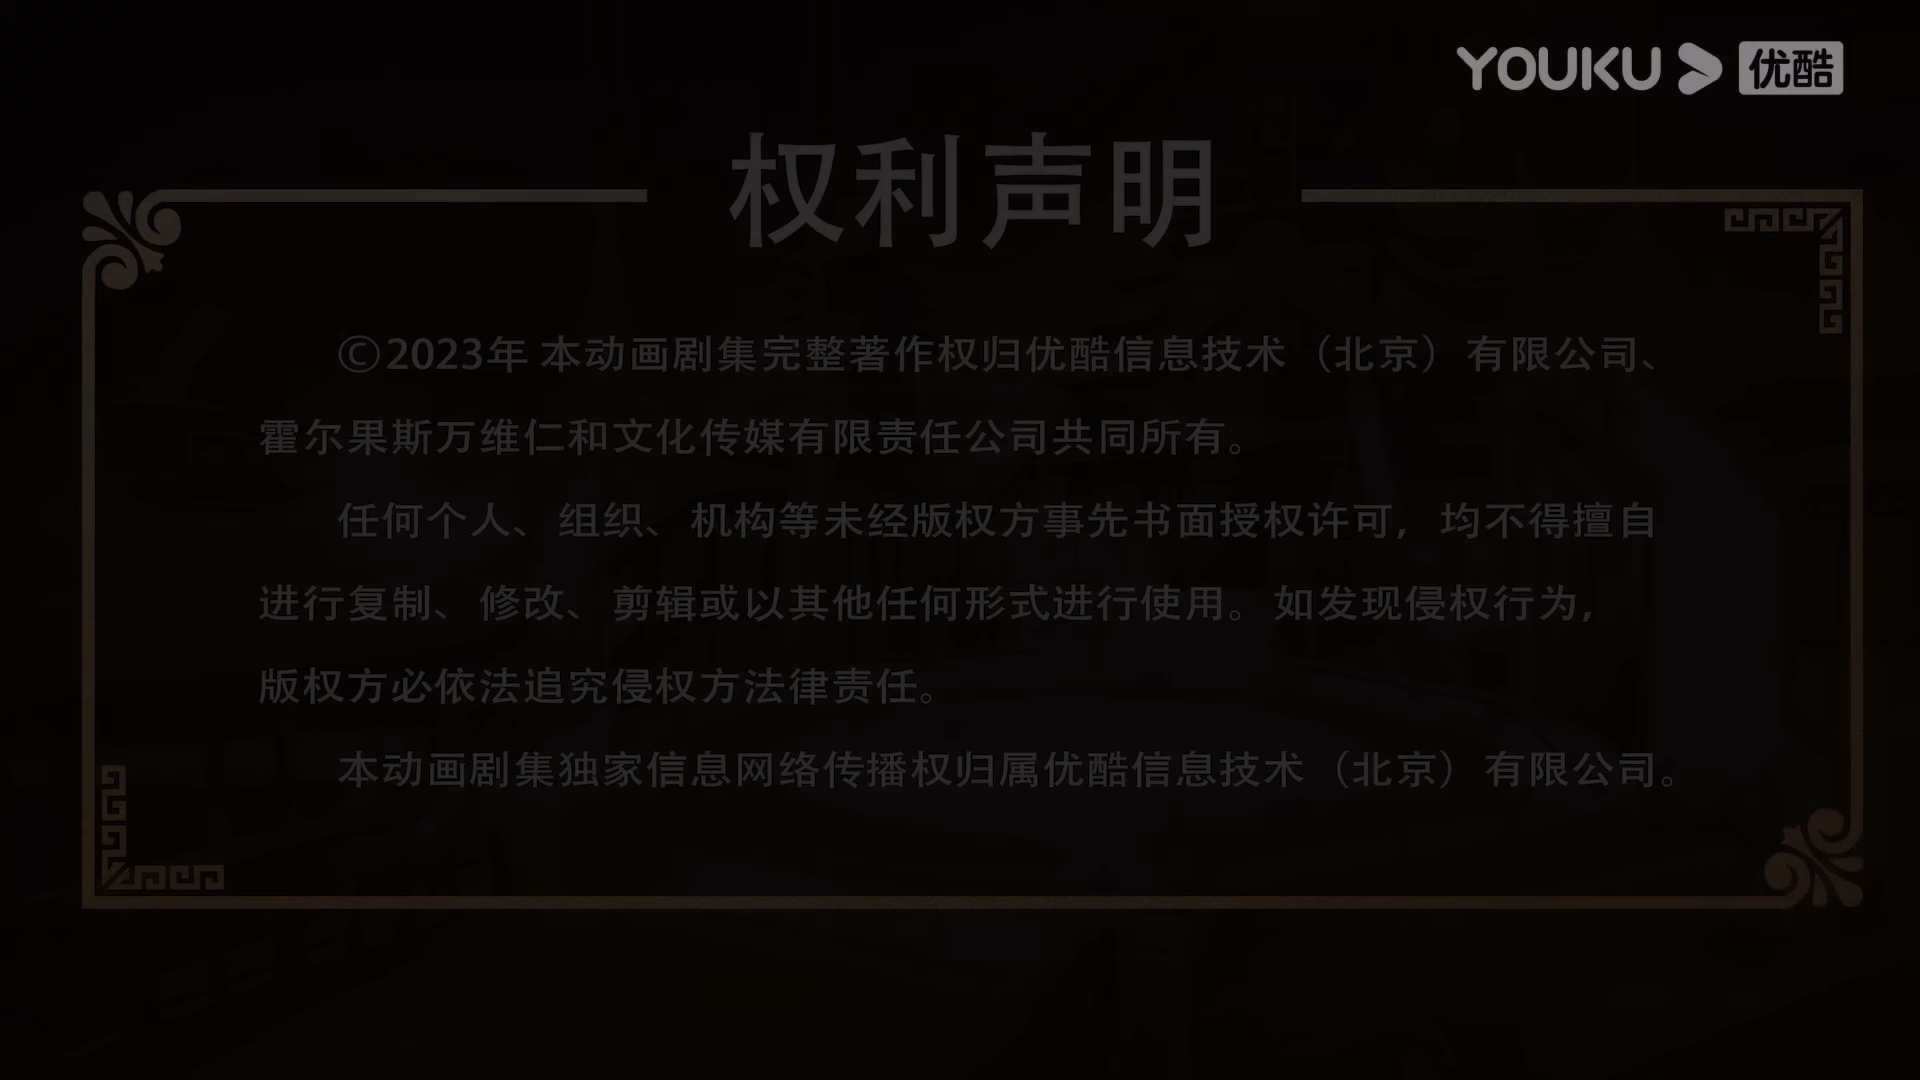 YOUKU 优酷
权利声明
©2023年 本动画剧集完整著作权归优酷信息技术（北京）有限公司、
霍尔果斯万维仁和文化传媒有限责任公司共同所有。
任何个人、组织、机构等未经版权方事先书面授权许可，均不得擅自
进行复制、修改、剪辑或以其他任何形式进行使用。如发现侵权行为，
版权方必依法追究侵权方法律责任。
本动画剧集独家信息网络传播权归属优酷信息技术（北京）有限公司。